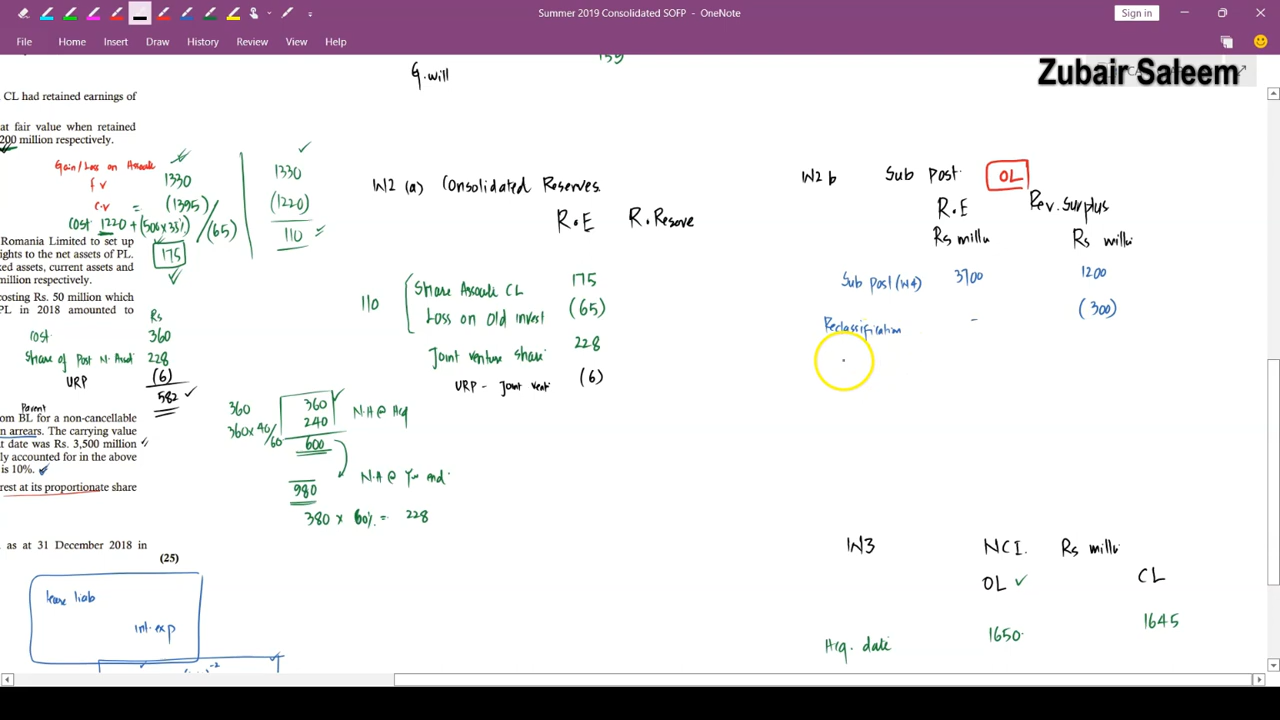 Summer 2019 Consolidated SOFP - OneNote
Sign in
File Home Insert Draw History Review View Help
Zubair Saleem
G.will
CL had retained earnings of
at fair value when retained
200 million respectively.
Gain/Loss on Associate
f v 1330
c.v = (1395)
cost 1220 + (500x35%) /(65)
175
1330
(1220)
110
Romania Limited to set up
ghts to the net assets of PL.
ked assets, current assets and
million respectively.
costing Rs. 50 million which
PL in 2018 amounted to
Rs
cost 360
Share of Post N.Asset 228
URP (6)
582
Parent
om BL for a non-cancellable
n arrears. The carrying value
t date was Rs. 3,500 million
ly accounted for in the above
is 10%.
rest at its proportionate share
as at 31 December 2018 in
(25)
lease liab
int.exp
W2 (a) Consolidated Reserves
R.E R.Reserve
110
Share Associate CL 175
Loss on Old invest (65)
Joint venture share 228
URP - Joint Vent (6)
360 360
360x40/60 240
N.A @ Acq
600
980 N.A @ Year end
380 x 60% = 228
W2 b Sub Post OL
R.E Rev.Surplus
Rs millu Rs milli
Sub Post (W4) 3700 1200
Reclassification - (300)
W3 NCI. Rs millu
OL CL
Acq. date 1650 1645